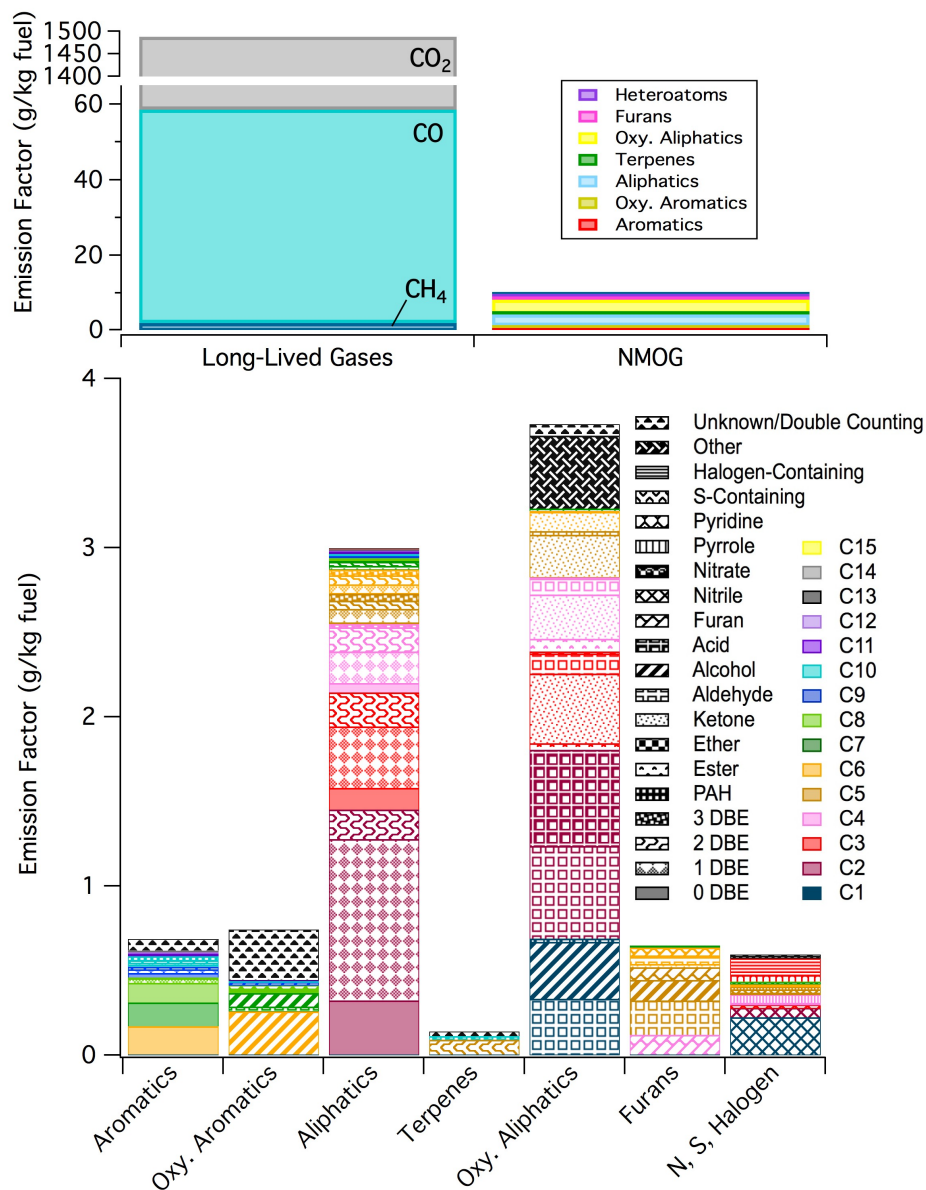 Emission Factor (g/kg fuel)
1500
1450
1400
60
40
20
0
CO₂
CO
CH₄
Heteroatoms
Furans
Oxy. Aliphatics
Terpenes
Aliphatics
Oxy. Aromatics
Aromatics
Long-Lived Gases
NMOG
Emission Factor (g/kg fuel)
4
3
2
1
0
Unknown/Double Counting
Other
Halogen-Containing
S-Containing
Pyridine
Pyrrole
Nitrate
Nitrile
Furan
Acid
Alcohol
Aldehyde
Ketone
Ether
Ester
PAH
3 DBE
2 DBE
1 DBE
0 DBE
C15
C14
C13
C12
C11
C10
C9
C8
C7
C6
C5
C4
C3
C2
C1
Aromatics
Oxy. Aromatics
Aliphatics
Terpenes
Oxy. Aliphatics
Furans
N, S, Halogen